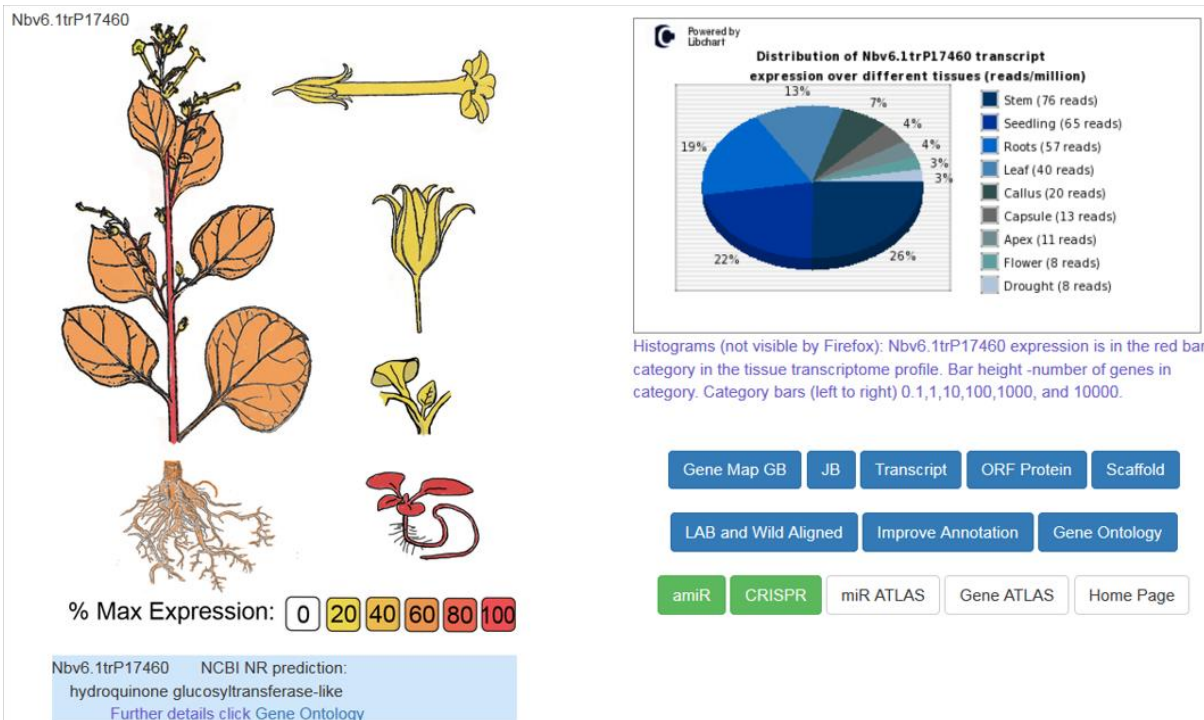 Nbv6.1trP17460
% Max Expression: 0 20 40 60 80 100
Nbv6.1trP17460 NCBI NR prediction:
hydroquinone glucosyltransferase-like
Further details click Gene Ontology
Powered by
Libchart
Distribution of Nbv6.1trP17460 transcript
expression over different tissues (reads/million)
13%
7%
4%
4%
3%
3%
19%
22%
26%
Stem (76 reads)
Seedling (65 reads)
Roots (57 reads)
Leaf (40 reads)
Callus (20 reads)
Capsule (13 reads)
Apex (11 reads)
Flower (8 reads)
Drought (8 reads)
Histograms (not visible by Firefox): Nbv6.1trP17460 expression is in the red bar
category in the tissue transcriptome profile. Bar height -number of genes in
category. Category bars (left to right) 0.1,1,10,100,1000, and 10000.
Gene Map GB JB Transcript ORF Protein Scaffold
LAB and Wild Aligned Improve Annotation Gene Ontology
amiR CRISPR miR ATLAS Gene ATLAS Home Page